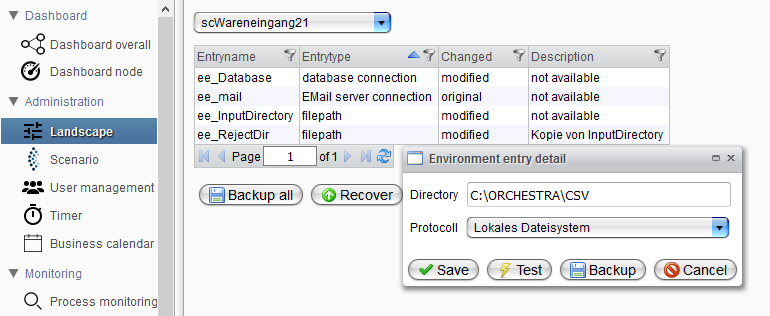 Dashboard
Dashboard overall
Dashboard node
Administration
Landscape
Scenario
User management
Timer
Business calendar
Monitoring
Process monitoring
scWareneingang21
Entryname Entrytype Changed Description
ee_Database database connection modified not available
ee_mail EMail server connection original not available
ee_InputDirectory filepath modified not available
ee_RejectDir filepath modified Kopie von InputDirectory
Page 1 of 1
Backup all Recover
Environment entry detail
Directory C:\ORCHESTRA\CSV
Protocoll Lokales Dateisystem
Save Test Backup Cancel